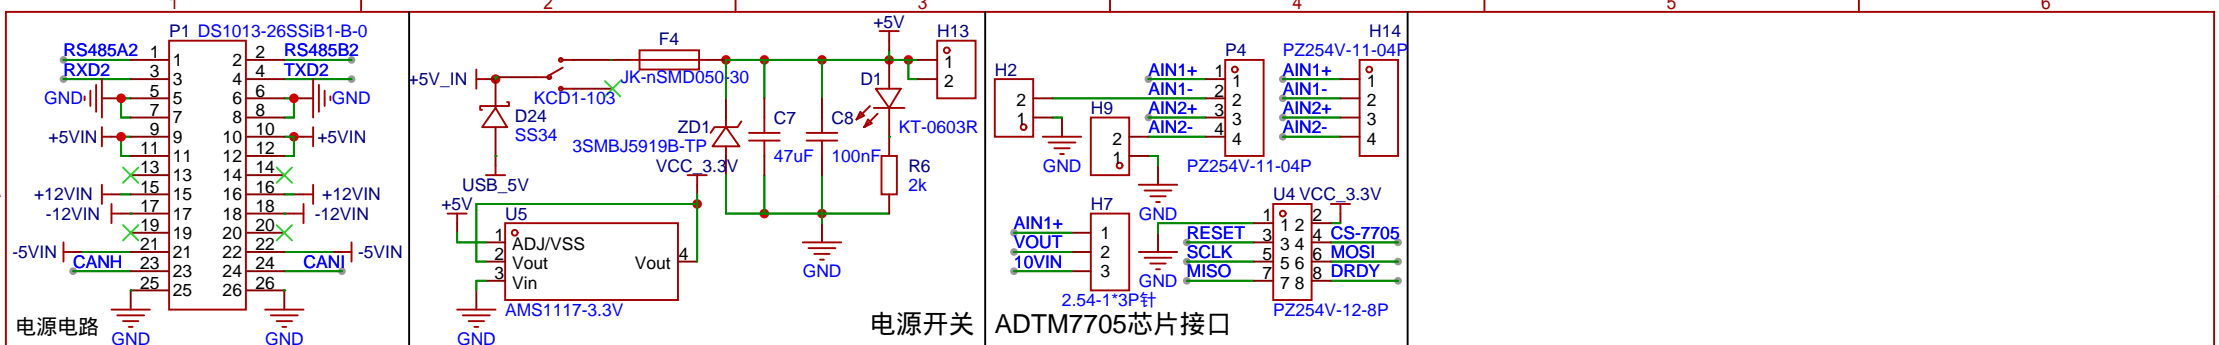 1 2 3 4 5 6
P1 DS1013-26SSiB1-B-0
RS485A2 1 1 2 2 RS485B2
RXD2 3 3 4 4 TXD2
GND 5 5 6 6 GND
7 7 8 8
+5VIN 9 9 10 10 +5VIN
11 11 12 12
13 13 14 14
+12VIN 15 15 16 16 +12VIN
-12VIN 17 17 18 18 -12VIN
19 19 20 20
-5VIN 21 21 22 22 -5VIN
CANH 23 23 24 24 CANI
25 25 26 26
GND GND
电源电路
+5V_IN
KCD1-103
F4
JK-nSMD050-30
D24
SS34
USB_5V
ZD1
3SMBJ5919B-TP
C7
47uF
C8
100nF
+5V
D1
KT-0603R
R6
2k
H13
1
2
GND
VCC_3.3V
+5V
U5
1 ADJ/VSS
2 Vout
3 Vin
Vout 4
AMS1117-3.3V
GND
电源开关
H2
2
1
GND
H9
2
1
GND
P4
AIN1+ 1 1
AIN1- 2 2
AIN2+ 3 3
AIN2- 4 4
PZ254V-11-04P
H14
PZ254V-11-04P
AIN1+ 1
AIN1- 2
AIN2+ 3
AIN2- 4
H7
AIN1+ 1
VOUT 2
10VIN 3
2.54-1*3P针
U4 VCC_3.3V
1 1 2 2
RESET 3 3 4 4 CS-7705
SCLK 5 5 6 6 MOSI
MISO 7 7 8 8 DRDY
GND
PZ254V-12-8P
ADTM7705芯片接口